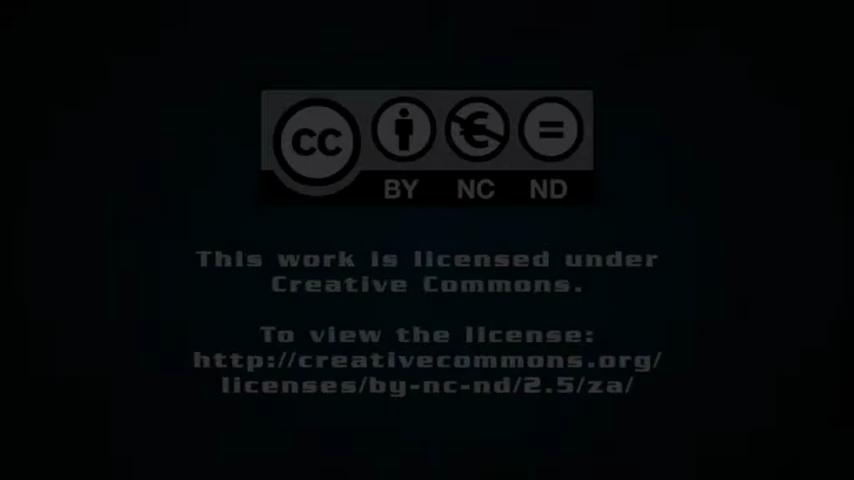 CC
BY NC ND
This work is licensed under
Creative Commons.
To view the license:
http://creativecommons.org/
licenses/by-nc-nd/2.5/za/